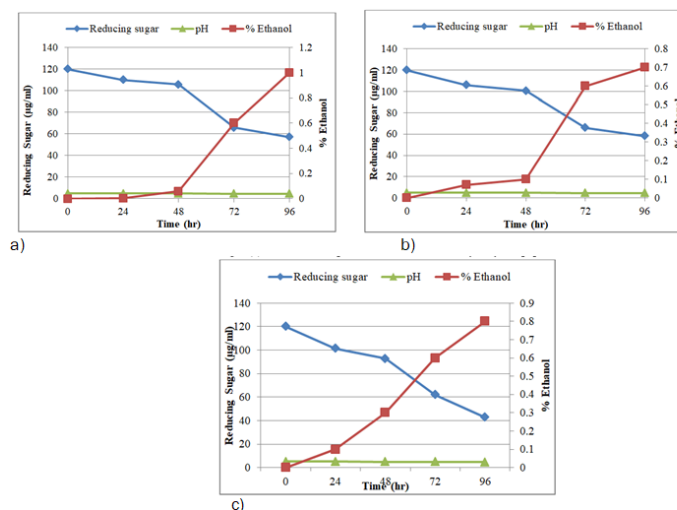 Reducing sugar pH % Ethanol
140
120
100
80
60
40
20
0
Reducing Sugar (µg/ml)
1.2
1
0.8
0.6
0.4
0.2
0
% Ethanol
0 24 48 72 96
Time (hr)
a)
Reducing sugar pH % Ethanol
140
120
100
80
60
40
20
0
Reducing Sugar (µg/ml)
0.8
0.7
0.6
0.5
0.4
0.3
0.2
0.1
0
% Ethanol
0 24 48 72 96
Time (hr)
b)
Reducing sugar pH % Ethanol
140
120
100
80
60
40
20
0
Reducing Sugar (µg/ml)
0.9
0.8
0.7
0.6
0.5
0.4
0.3
0.2
0.1
0
% Ethanol
0 24 48 72 96
Time (hr)
c)